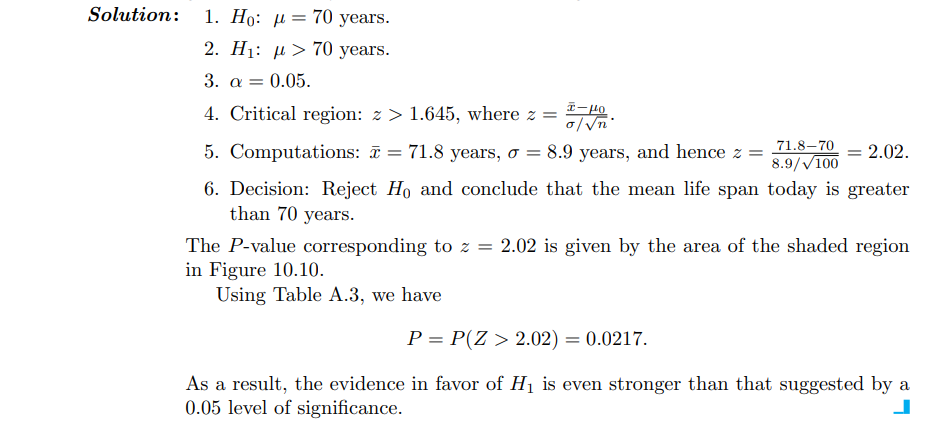 Solution: 1. H₀: μ = 70 years.
2. H₁: μ > 70 years.
3. α = 0.05.
4. Critical region: z > 1.645, where z = (x̄−μ₀)/(σ/√n).
5. Computations: x̄ = 71.8 years, σ = 8.9 years, and hence z = (71.8−70)/(8.9/√100) = 2.02.
6. Decision: Reject H₀ and conclude that the mean life span today is greater
than 70 years.
The P-value corresponding to z = 2.02 is given by the area of the shaded region
in Figure 10.10.
Using Table A.3, we have
P = P(Z > 2.02) = 0.0217.
As a result, the evidence in favor of H₁ is even stronger than that suggested by a
0.05 level of significance.